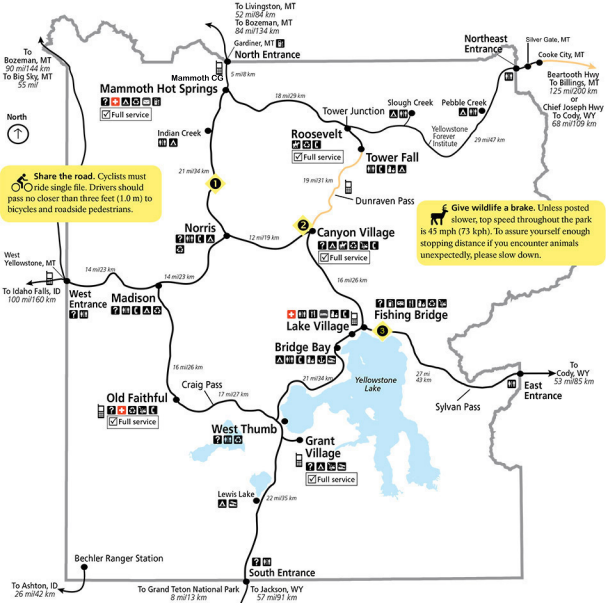 To Livingston, MT
52 mi/84 km
To Bozeman, MT
84 mi/134 km
Gardiner, MT
North Entrance
To
Bozeman, MT
90 mi/144 km
To Big Sky, MT
55 mi
Northeast
Entrance
Silver Gate, MT
Cooke City, MT
Beartooth Hwy
To Billings, MT
125 mi/200 km
or
Chief Joseph Hwy
To Cody, WY
68 mi/109 km
Mammoth CG
5 mi/8 km
Mammoth Hot Springs
Full service
18 mi/29 km
North
Indian Creek
Tower Junction
Slough Creek
Pebble Creek
Roosevelt
Full service
Yellowstone
Forever
Institute
29 mi/47 km
Tower Fall
21 mi/34 km
1
19 mi/31 km
Dunraven Pass
Share the road. Cyclists must
ride single file. Drivers should
pass no closer than three feet (1.0 m) to
bicycles and roadside pedestrians.
Give wildlife a brake. Unless posted
slower, top speed throughout the park
is 45 mph (73 kph). To assure yourself enough
stopping distance if you encounter animals
unexpectedly, please slow down.
Norris
12 mi/19 km
2
Canyon Village
Full service
West
Yellowstone, MT
14 mi/23 km
14 mi/23 km
To Idaho Falls, ID
100 mi/160 km
West
Entrance
Madison
16 mi/26 km
Lake Village
Fishing Bridge
3
Bridge Bay
16 mi/26 km
21 mi/34 km
Yellowstone
Lake
27 mi
43 km
To
Cody, WY
53 mi/85 km
East
Entrance
Sylvan Pass
Craig Pass
17 mi/27 km
Old Faithful
Full service
West Thumb
Grant
Village
Full service
Lewis Lake
22 mi/35 km
Bechler Ranger Station
South Entrance
To Ashton, ID
26 mi/42 km
To Grand Teton National Park
8 mi/13 km
To Jackson, WY
57 mi/91 km